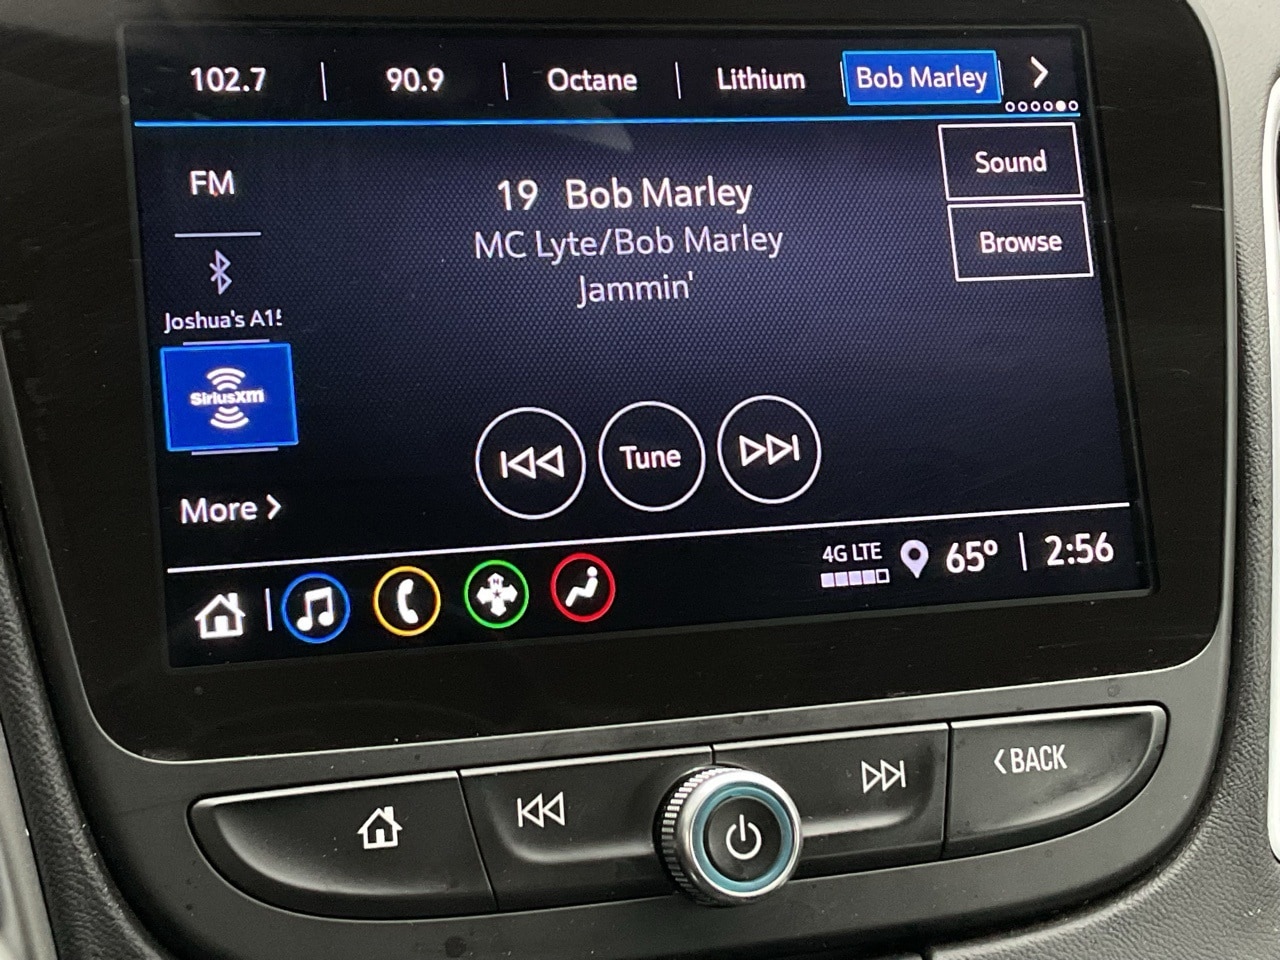 102.7 | 90.9 | Octane | Lithium | Bob Marley
FM
Sound
19 Bob Marley
MC Lyte/Bob Marley
Browse
Jammin'
Joshua's A15
SiriusXm
Tune
More >
4G LTE
65° | 2:56
N
<BACK